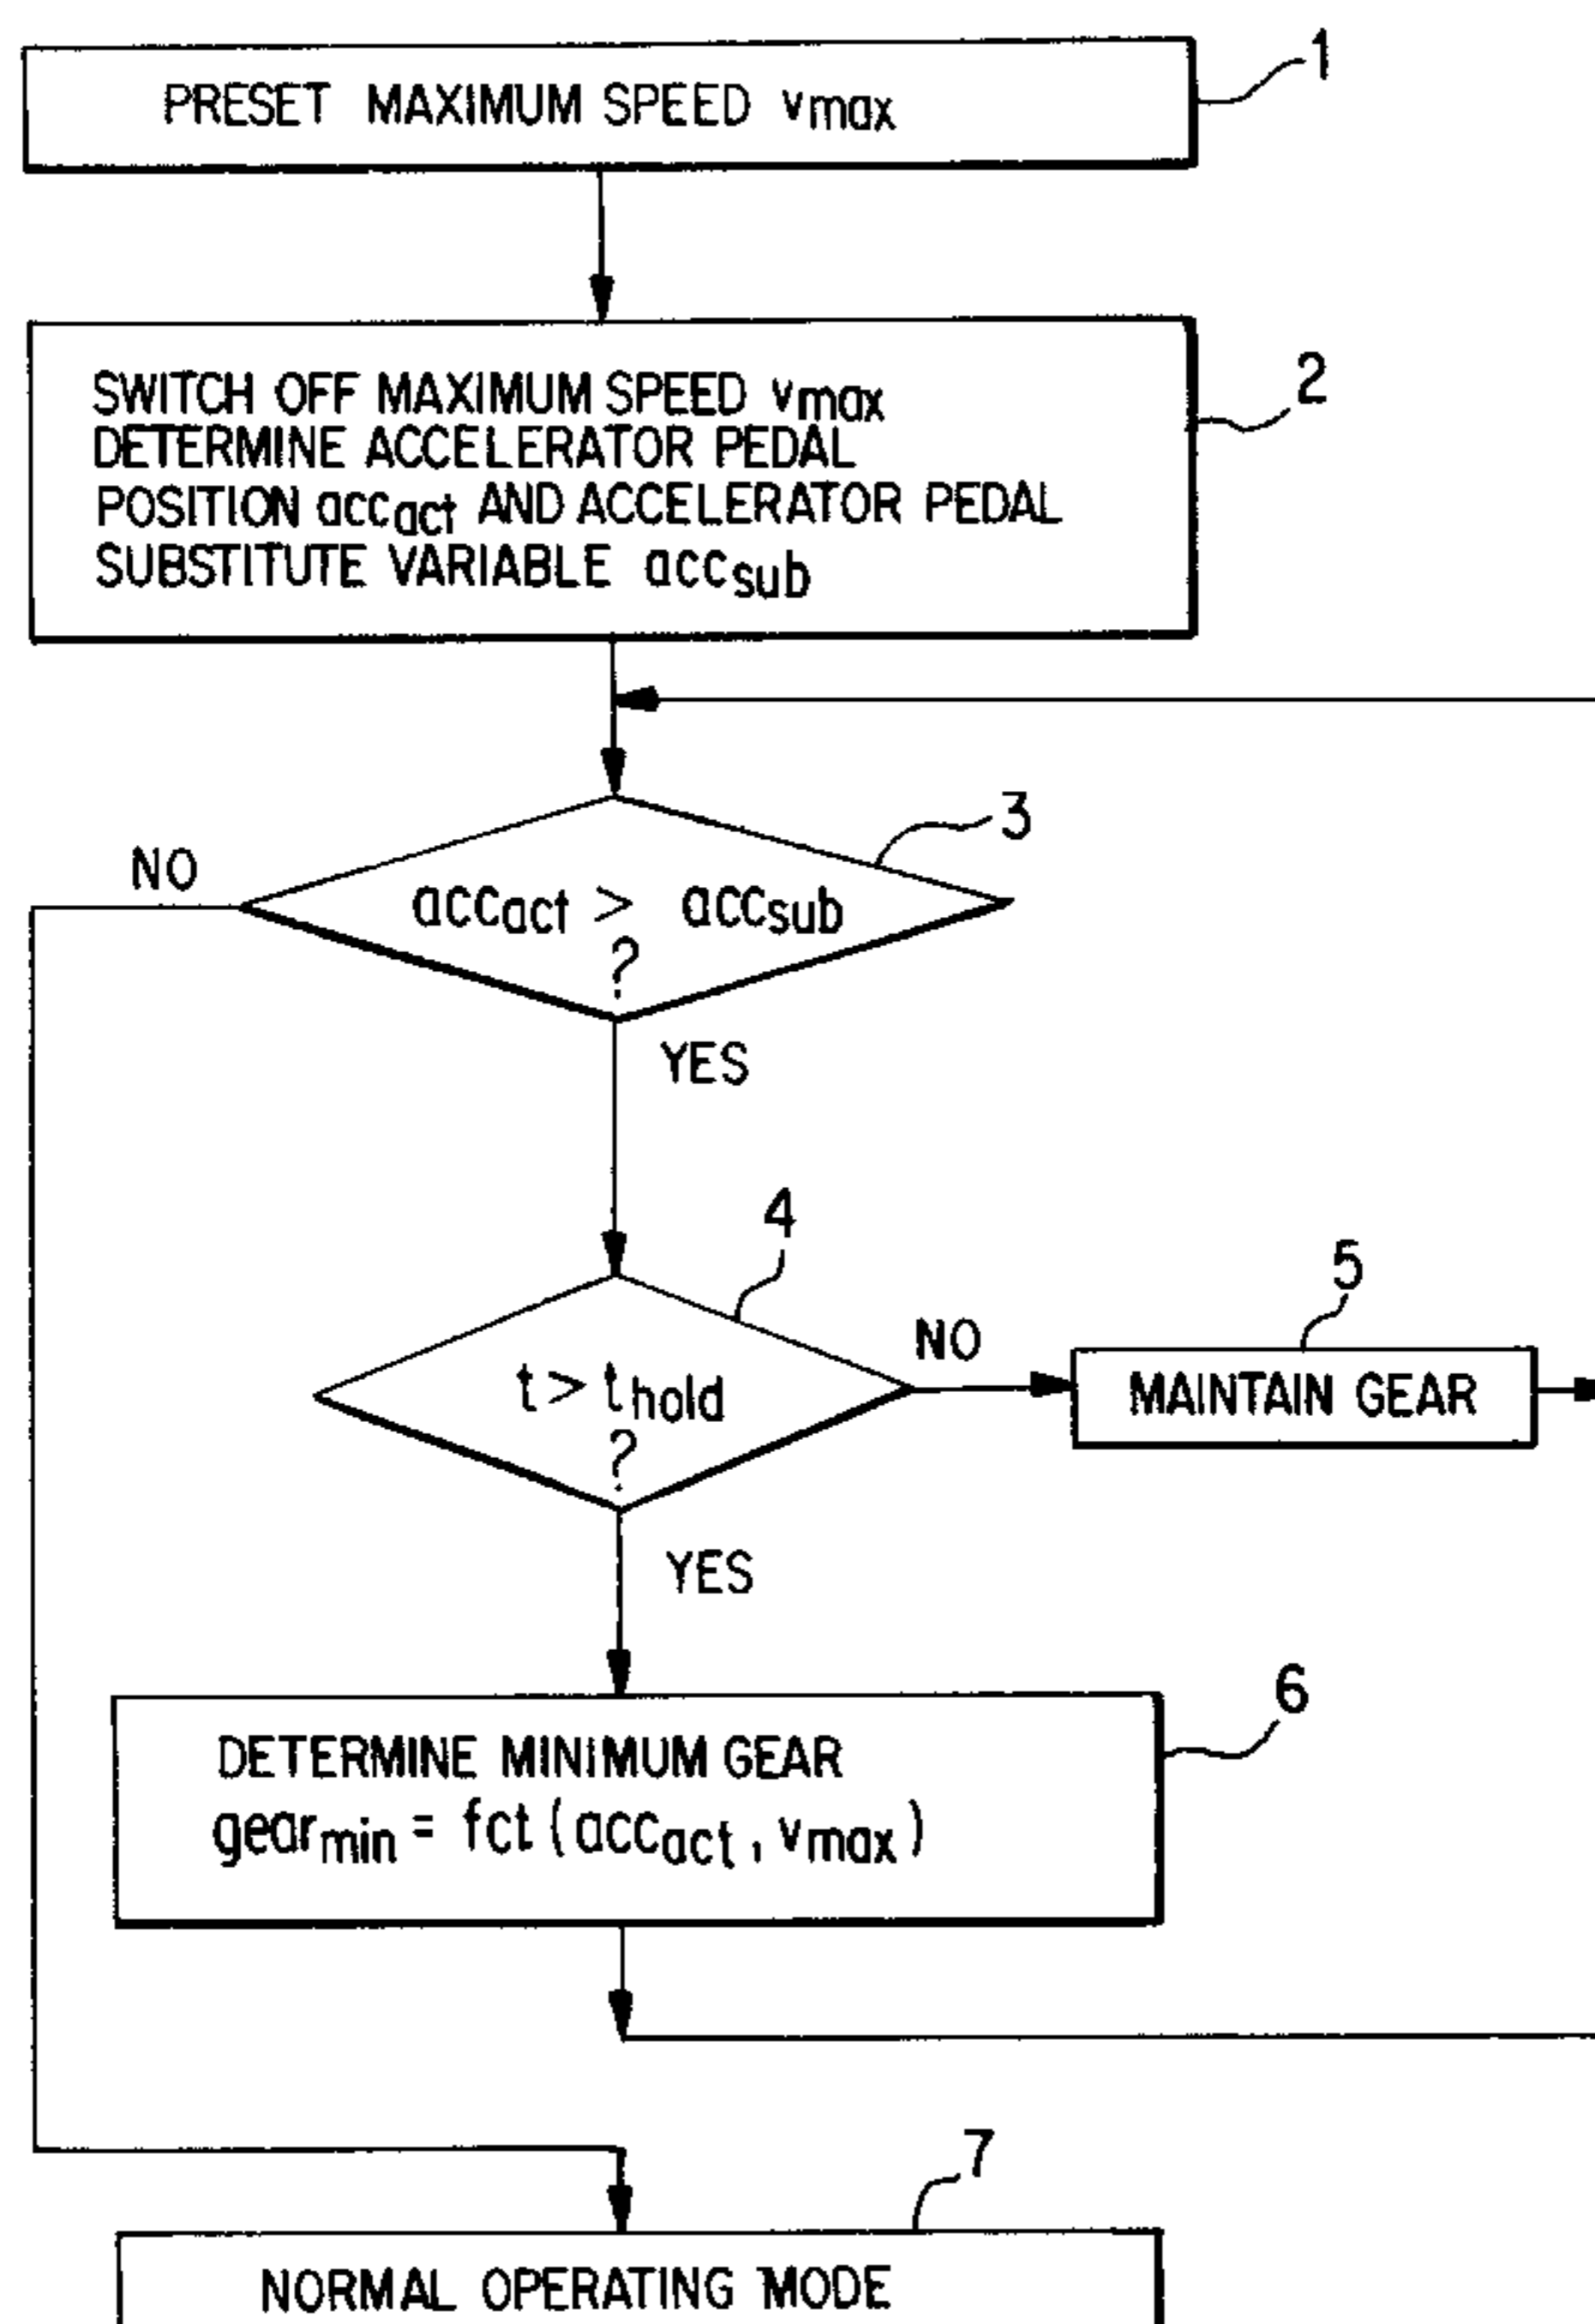 1
PRESET MAXIMUM SPEED vmax
2
SWITCH OFF MAXIMUM SPEED vmax
DETERMINE ACCELERATOR PEDAL
POSITION accact AND ACCELERATOR PEDAL
SUBSTITUTE VARIABLE accsub
3
NO
accact > accsub
?
YES
4
5
NO
t > thold
?
MAINTAIN GEAR
YES
6
DETERMINE MINIMUM GEAR
gearmin = fct (accact, vmax)
7
NORMAL OPERATING MODE